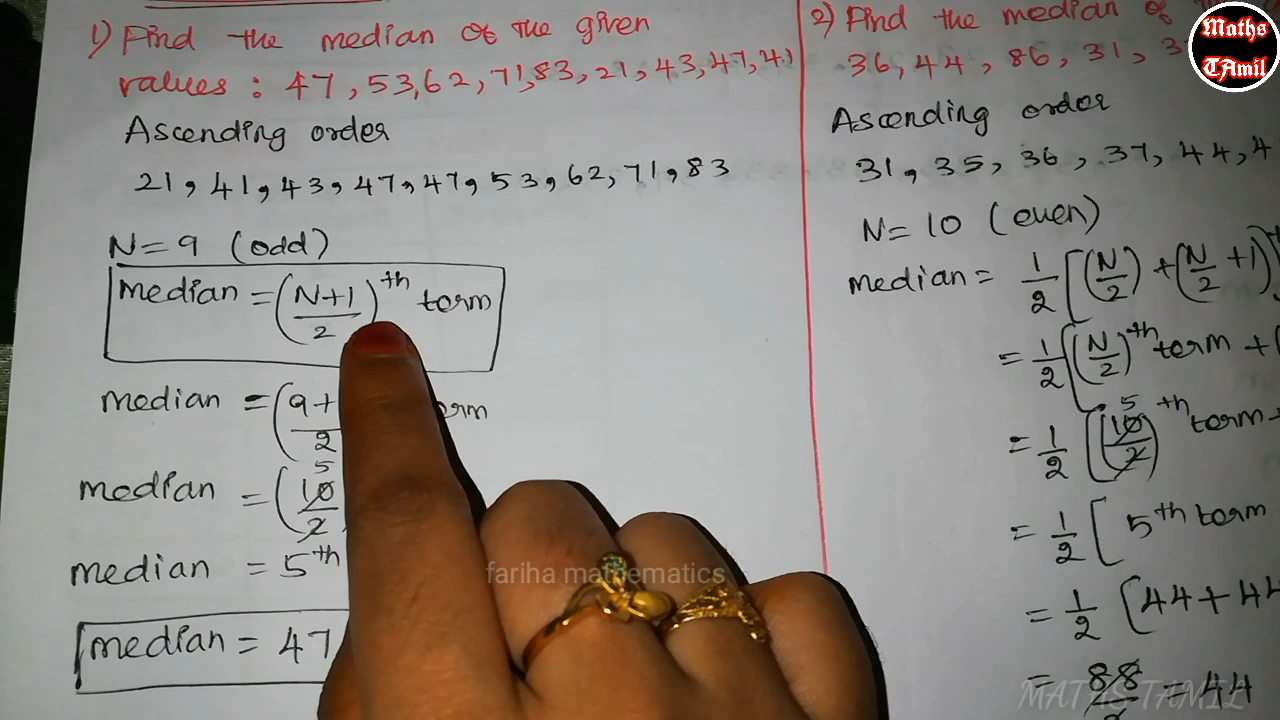 1) Find the median of the given
values : 47, 53, 62, 71, 83, 21, 43, 47, 41
Ascending order
21, 41, 43, 47, 47, 53, 62, 71, 83
N = 9 (odd)
median = (N+1/2)th term
median = (9+
2
median = (10/2 5
median = 5th
median = 47
2) Find the median of
36, 44, 86, 31, 3
Ascending order
31, 35, 36, 37, 44, 4
N = 10 (even)
median = 1/2 [(N/2) + (N/2 + 1)
= 1/2 [(N/2)th term + (
= 1/2 [(10/2)th 5 term +
= 1/2 [ 5th term
= 1/2 [44 + 44
= 88/2 = 44
Maths
TAmil
fariha mathematics
MATHS TAMIL